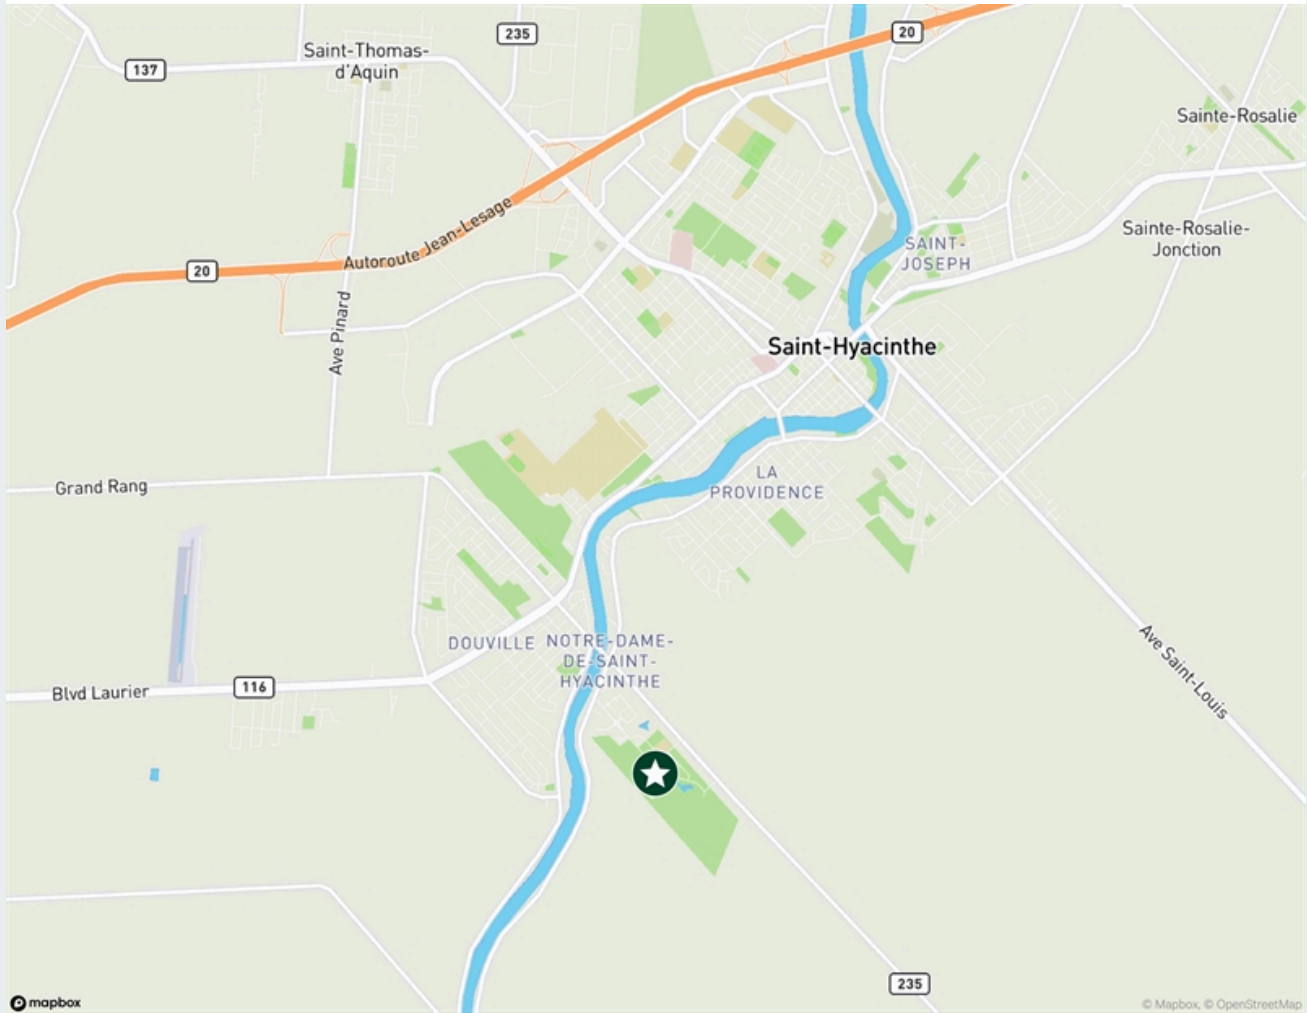 235
20
Saint-Thomas-
d'Aquin
137
Sainte-Rosalie
Autoroute Jean-Lesage
Sainte-Rosalie-
Jonction
SAINT-
JOSEPH
20
Ave Pinard
Saint-Hyacinthe
LA
PROVIDENCE
Grand Rang
DOUVILLE
NOTRE-DAME-
DE-SAINT-
HYACINTHE
Ave Saint-Louis
Blvd Laurier
116
235
mapbox
© Mapbox, © OpenStreetMap